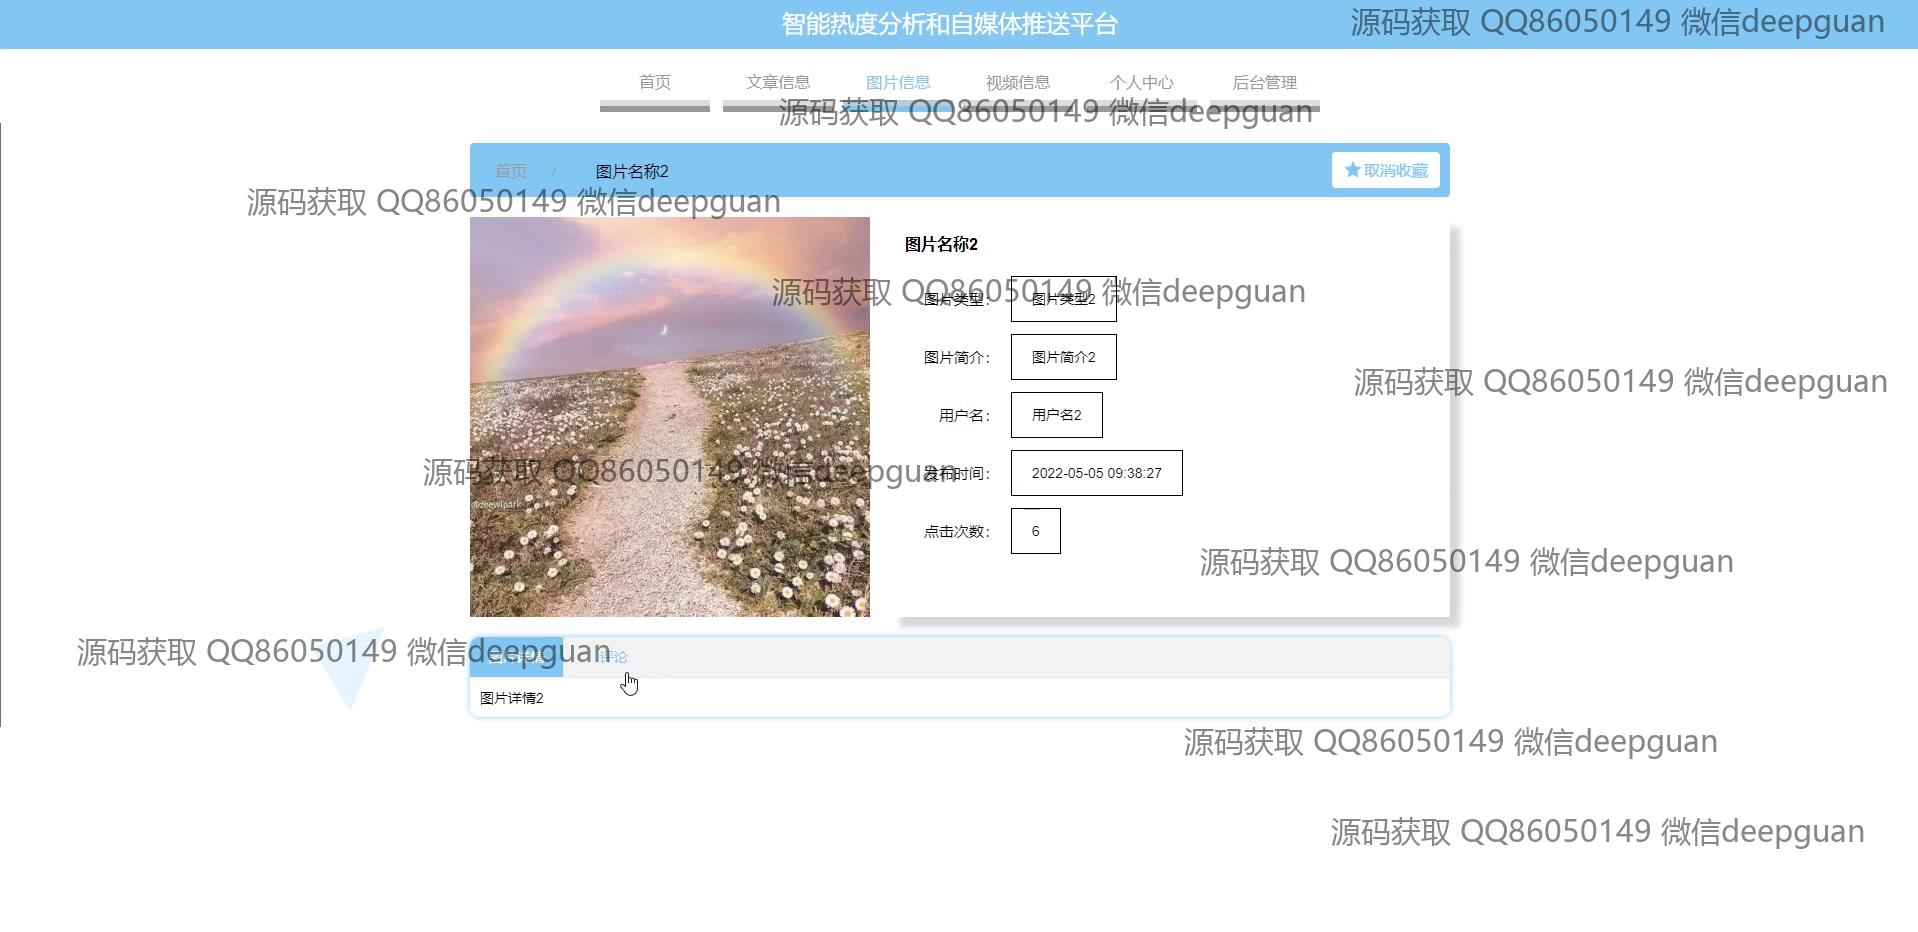 智能热度分析和自媒体推送平台
源码获取 QQ86050149 微信deepguan
首页 文章信息 图片信息 视频信息 个人中心 后台管理
源码获取 QQ86050149 微信deepguan
首页 / 图片名称2
取消收藏
源码获取 QQ86050149 微信deepguan
图片名称2
源码获取 QQ86050149 微信deepguan
图片类型： 图片类型2
图片简介： 图片简介2
源码获取 QQ86050149 微信deepguan
用户名： 用户名2
源码获取 QQ86050149 微信deepguan
发布时间： 2022-05-05 09:38:27
点击次数： 6
源码获取 QQ86050149 微信deepguan
源码获取 QQ86050149 微信deepguan
图片详情 评论
图片详情2
源码获取 QQ86050149 微信deepguan
源码获取 QQ86050149 微信deepguan